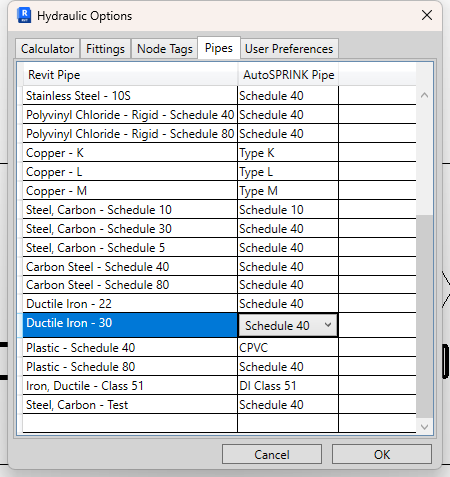 Hydraulic Options
Calculator Fittings Node Tags Pipes User Preferences
Revit Pipe AutoSPRINK Pipe
Stainless Steel - 10S Schedule 40
Polyvinyl Chloride - Rigid - Schedule 40 Schedule 40
Polyvinyl Chloride - Rigid - Schedule 80 Schedule 40
Copper - K Type K
Copper - L Type L
Copper - M Type M
Steel, Carbon - Schedule 10 Schedule 10
Steel, Carbon - Schedule 30 Schedule 40
Steel, Carbon - Schedule 5 Schedule 40
Carbon Steel - Schedule 40 Schedule 40
Carbon Steel - Schedule 80 Schedule 40
Ductile Iron - 22 Schedule 40
Ductile Iron - 30 Schedule 40
Plastic - Schedule 40 CPVC
Plastic - Schedule 80 Schedule 40
Iron, Ductile - Class 51 DI Class 51
Steel, Carbon - Test Schedule 40
Cancel OK